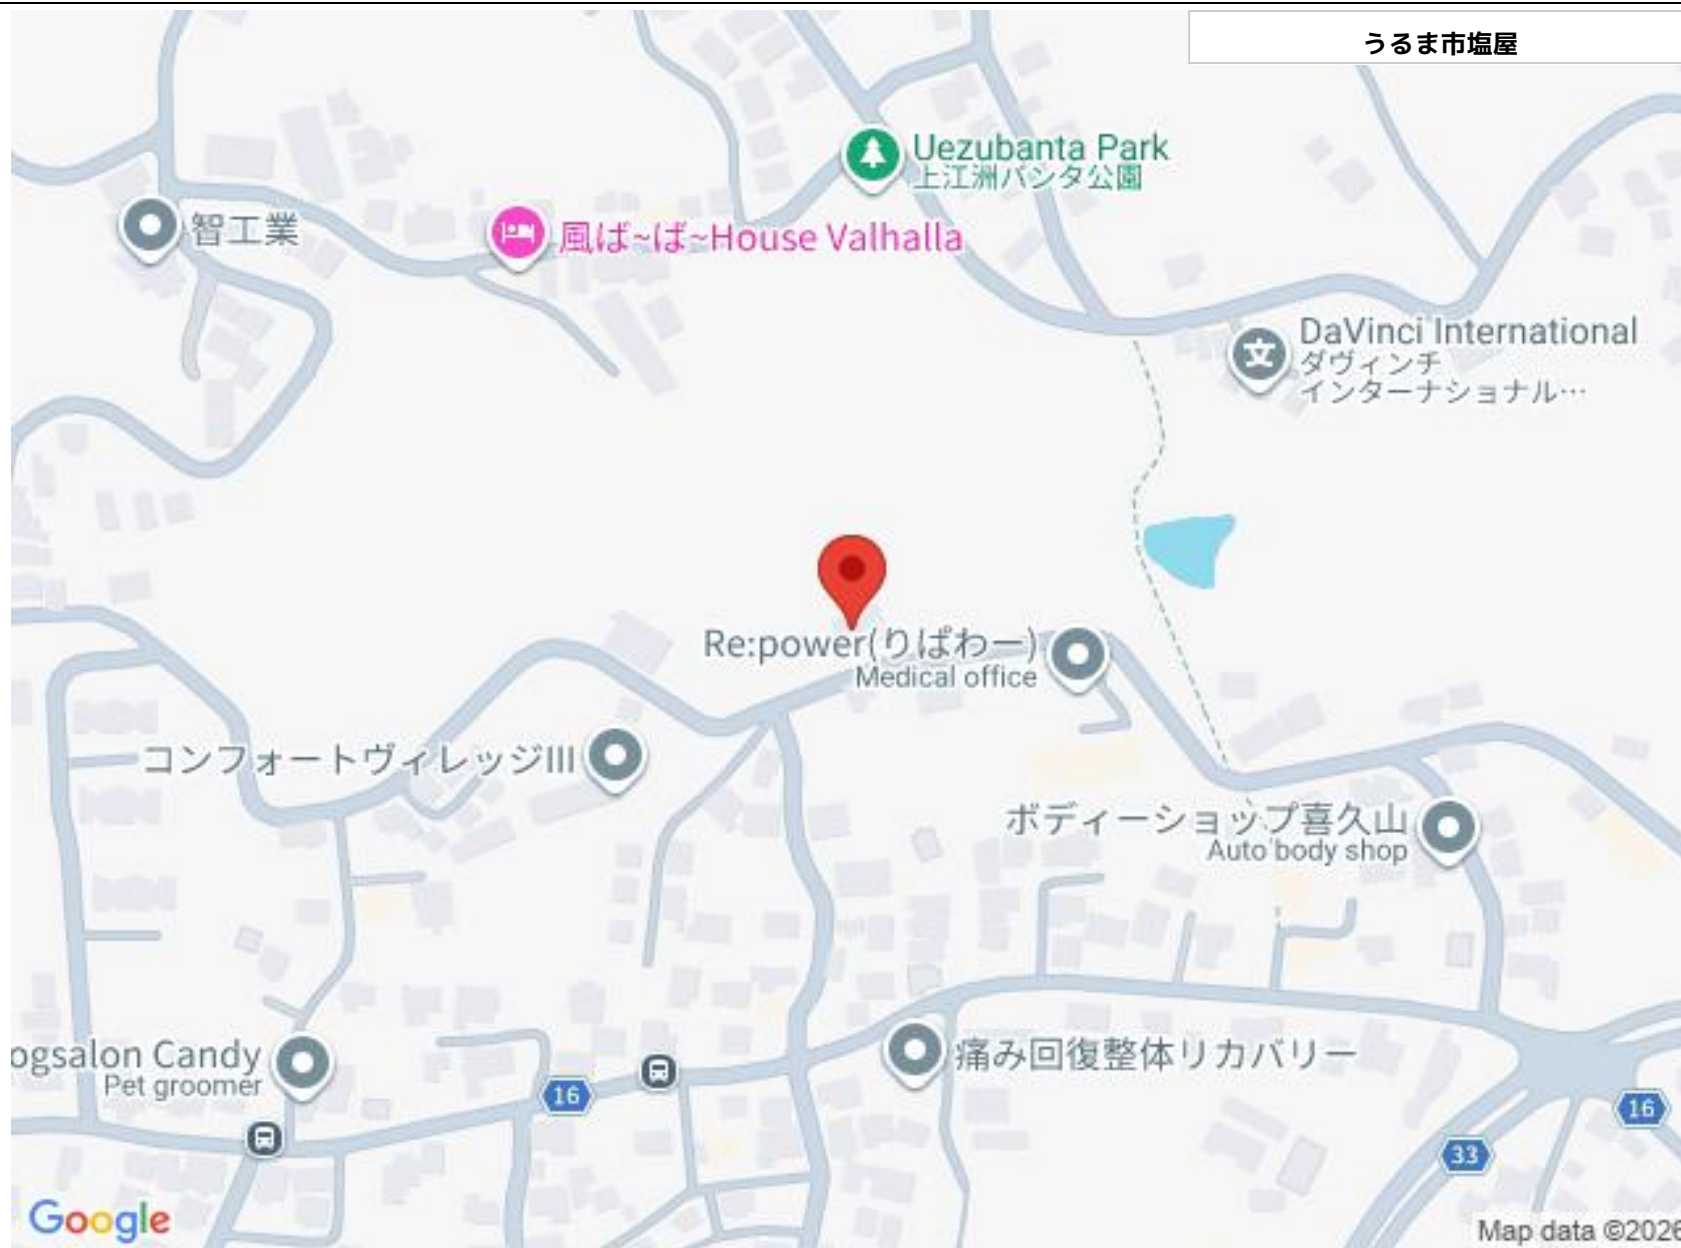 うるま市塩屋
Uezubanta Park
上江洲バンタ公園
智工業
風ば~ば~House Valhalla
DaVinci International
ダヴィンチ
インターナショナル…
Re:power(りぱわー)
Medical office
コンフォートヴィレッジIII
ボディーショップ喜久山
Auto body shop
ogsalon Candy
Pet groomer
痛み回復整体リカバリー
16
16
33
Google
Map data ©2026